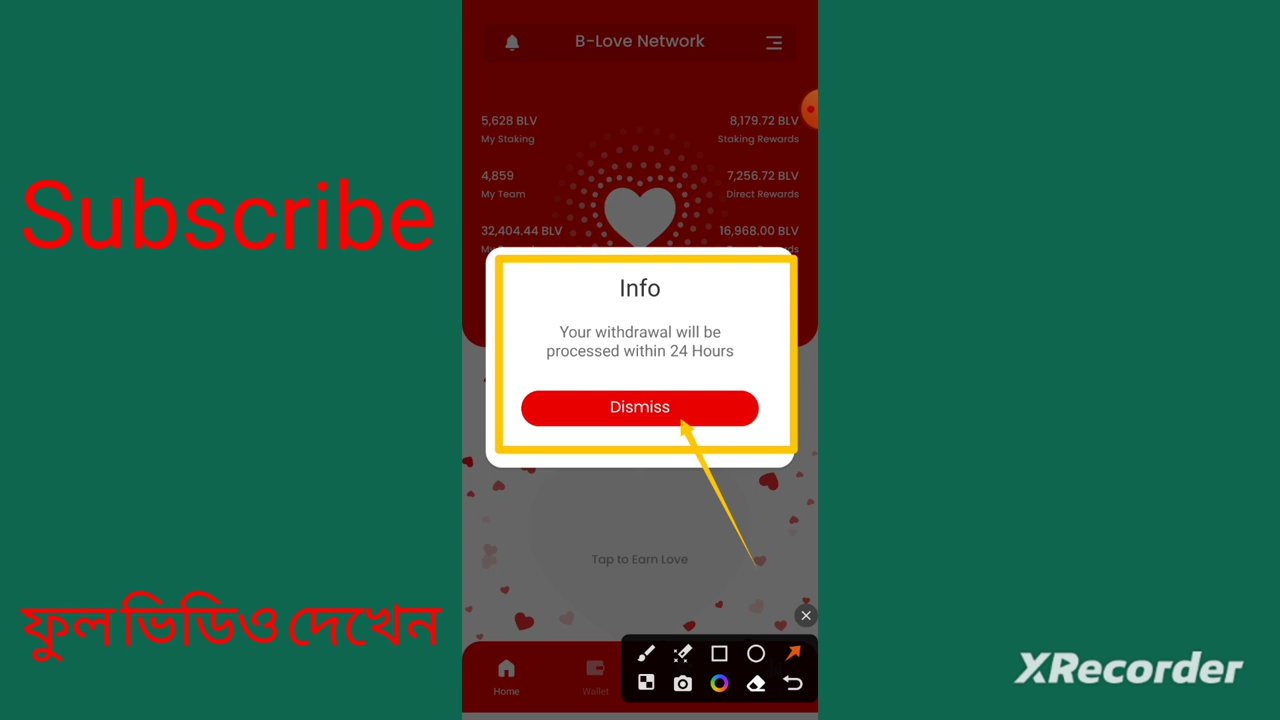 B-Love Network
5,628 BLV
My Staking
8,179.72 BLV
Staking Rewards
Subscribe
4,859
My Team
7,256.72 BLV
Direct Rewards
32,404.44 BLV
16,968.00 BLV
Info
Your withdrawal will be
processed within 24 Hours
Dismiss
Tap to Earn Love
ফুল ভিডিও দেখেন
Home
Wallet
XRecorder